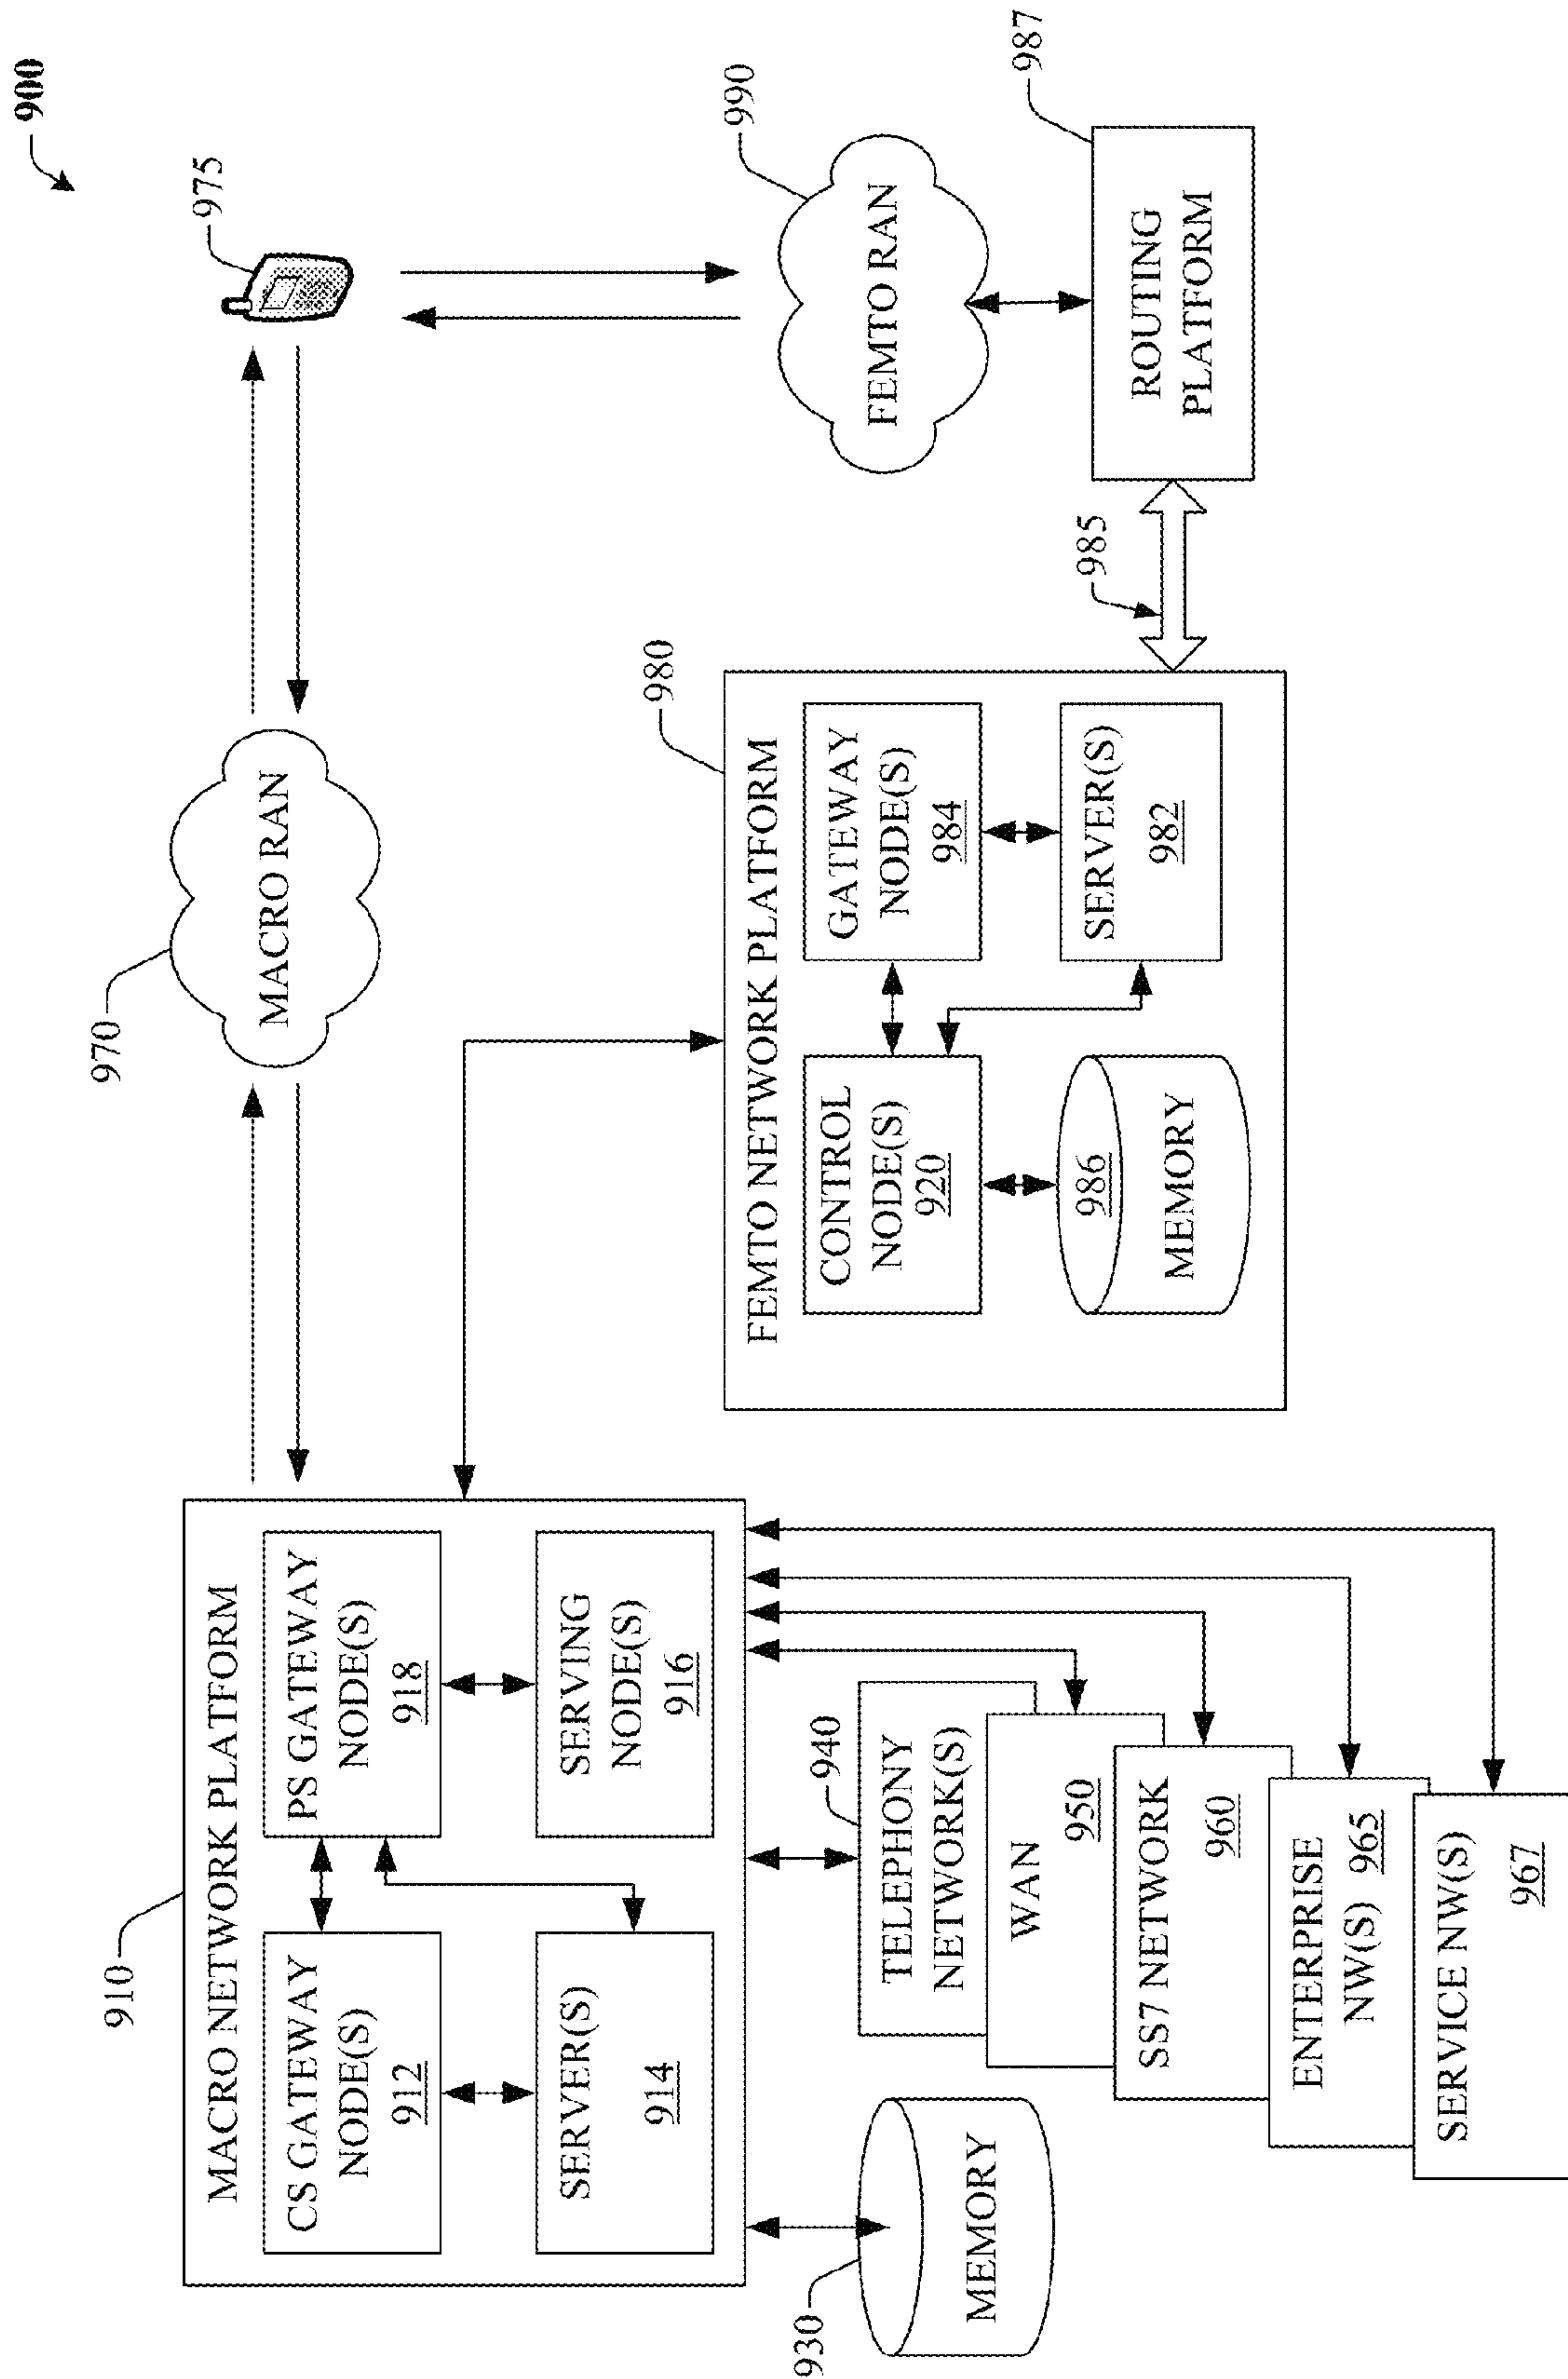 900
975
970
MACRO RAN
910
MACRO NETWORK PLATFORM
CS GATEWAY
NODE(S)
912
PS GATEWAY
NODE(S)
918
SERVER(S)
914
SERVING
NODE(S)
916
930
MEMORY
940
TELEPHONY
NETWORK(S)
WAN
950
SS7 NETWORK
960
ENTERPRISE
NW(S) 965
SERVICE NW(S)
967
980
FEMTO NETWORK PLATFORM
CONTROL
NODE(S)
920
GATEWAY
NODE(S)
984
986
MEMORY
SERVER(S)
982
985
990
FEMTO RAN
987
ROUTING
PLATFORM